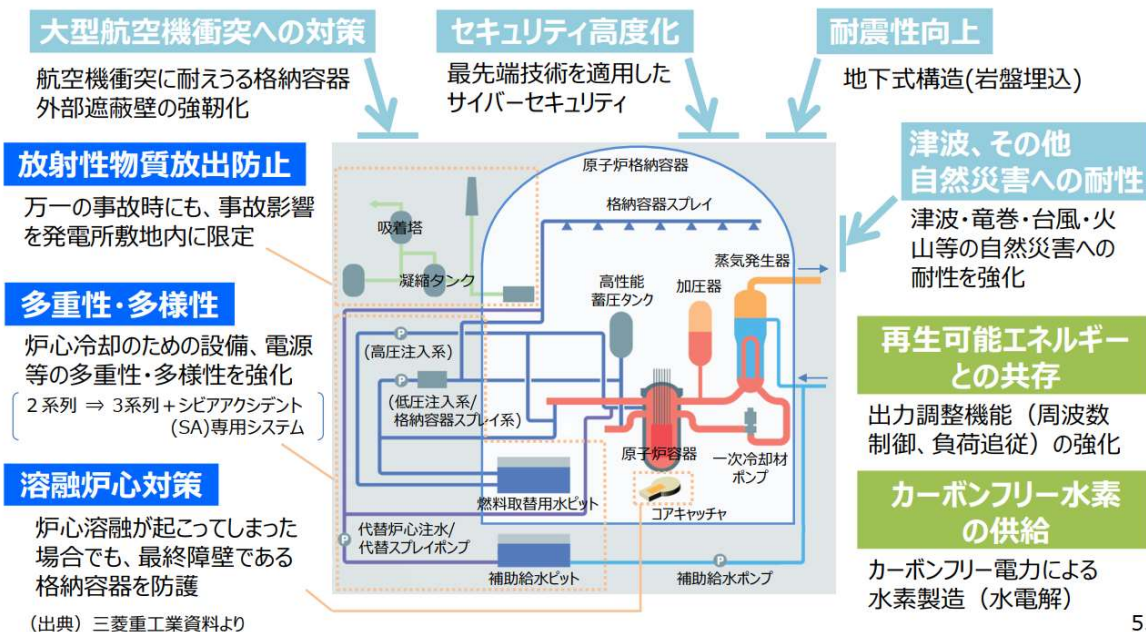 大型航空機衝突への対策
航空機衝突に耐えうる格納容器
外部遮蔽壁の強靭化
セキュリティ高度化
最先端技術を適用した
サイバーセキュリティ
耐震性向上
地下式構造(岩盤埋込)
放射性物質放出防止
万一の事故時にも、事故影響
を発電所敷地内に限定
多重性・多様性
炉心冷却のための設備、電源
等の多重性・多様性を強化
2系列 ⇒ 3系列+シビアアクシデント
(SA)専用システム
溶融炉心対策
炉心溶融が起こってしまった
場合でも、最終障壁である
格納容器を防護
原子炉格納容器
格納容器スプレイ
吸着塔
凝縮タンク
蒸気発生器
高性能
蓄圧タンク
加圧器
P
(高圧注入系)
P
(低圧注入系/
格納容器スプレイ系)
原子炉容器
一次冷却材
ポンプ
燃料取替用水ピット
コアキャッチャ
P
代替炉心注水/
代替スプレイポンプ
補助給水ピット
P
補助給水ポンプ
津波、その他
自然災害への耐性
津波・竜巻・台風・火
山等の自然災害への
耐性を強化
再生可能エネルギー
との共存
出力調整機能（周波数
制御、負荷追従）の強化
カーボンフリー水素
の供給
カーボンフリー電力による
水素製造（水電解）
（出典）三菱重工業資料より
5